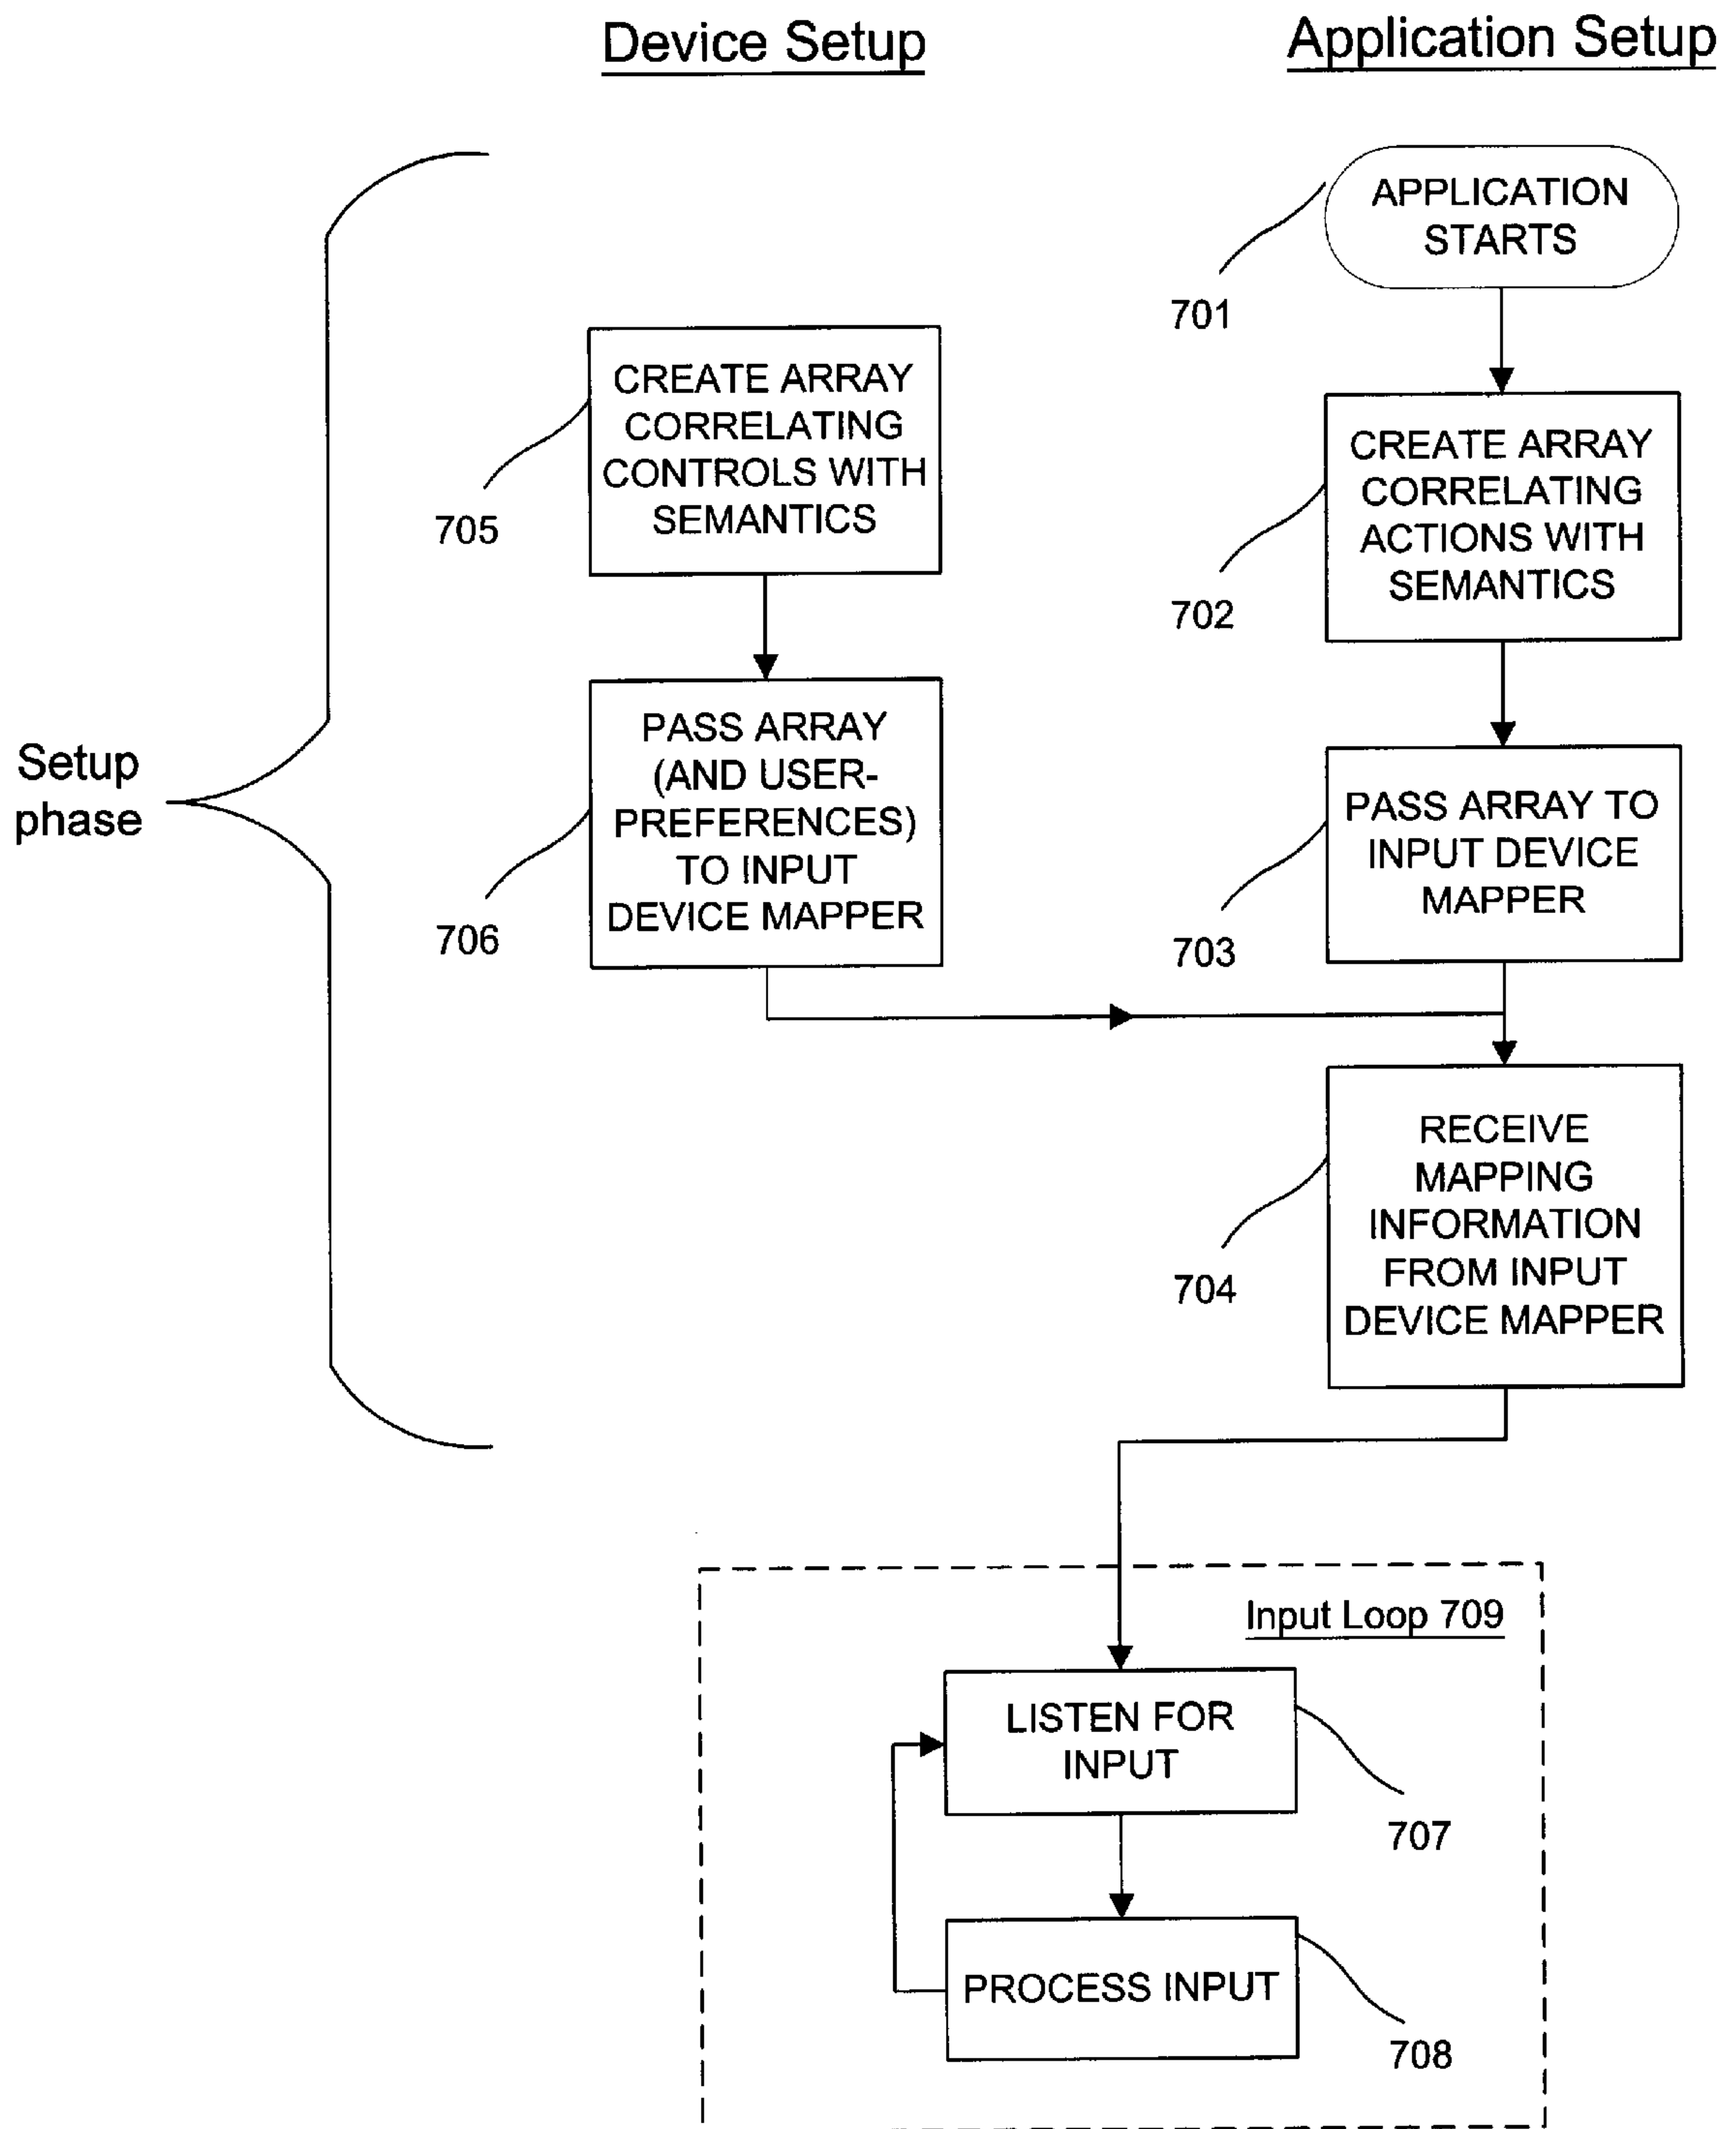 Device Setup
Application Setup
APPLICATION
STARTS
701
CREATE ARRAY
CORRELATING
CONTROLS WITH
SEMANTICS
705
CREATE ARRAY
CORRELATING
ACTIONS WITH
SEMANTICS
702
Setup
phase
PASS ARRAY
(AND USER-
PREFERENCES)
TO INPUT
DEVICE MAPPER
706
PASS ARRAY TO
INPUT DEVICE
MAPPER
703
RECEIVE
MAPPING
INFORMATION
FROM INPUT
DEVICE MAPPER
704
Input Loop 709
LISTEN FOR
INPUT
707
PROCESS INPUT
708